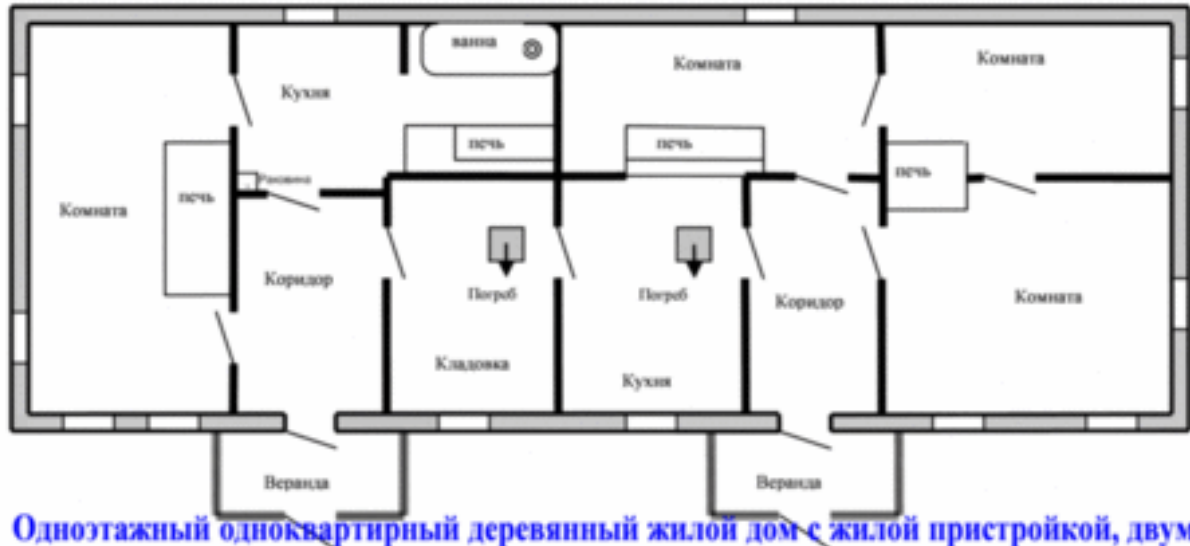 ванна
Комната
Комната
Кухня
печь
печь
печь
Раковина
печь
Комната
Коридор
Погреб
Погреб
Коридор
Комната
Кладовка
Кухня
Веранда
Веранда
Одноэтажный одноквартирный деревянный жилой дом с жилой пристройкой, двум